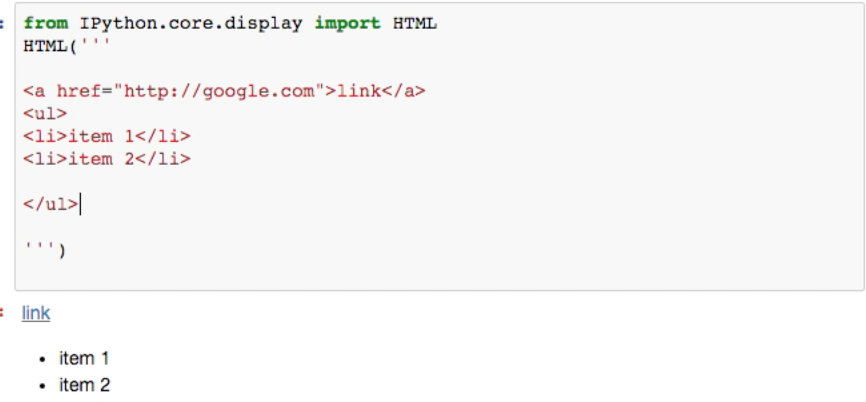 : from IPython.core.display import HTML
HTML('''
<a href="http://google.com">link</a>
<ul>
<li>item 1</li>
<li>item 2</li>
</ul>
''')
: link
• item 1
• item 2